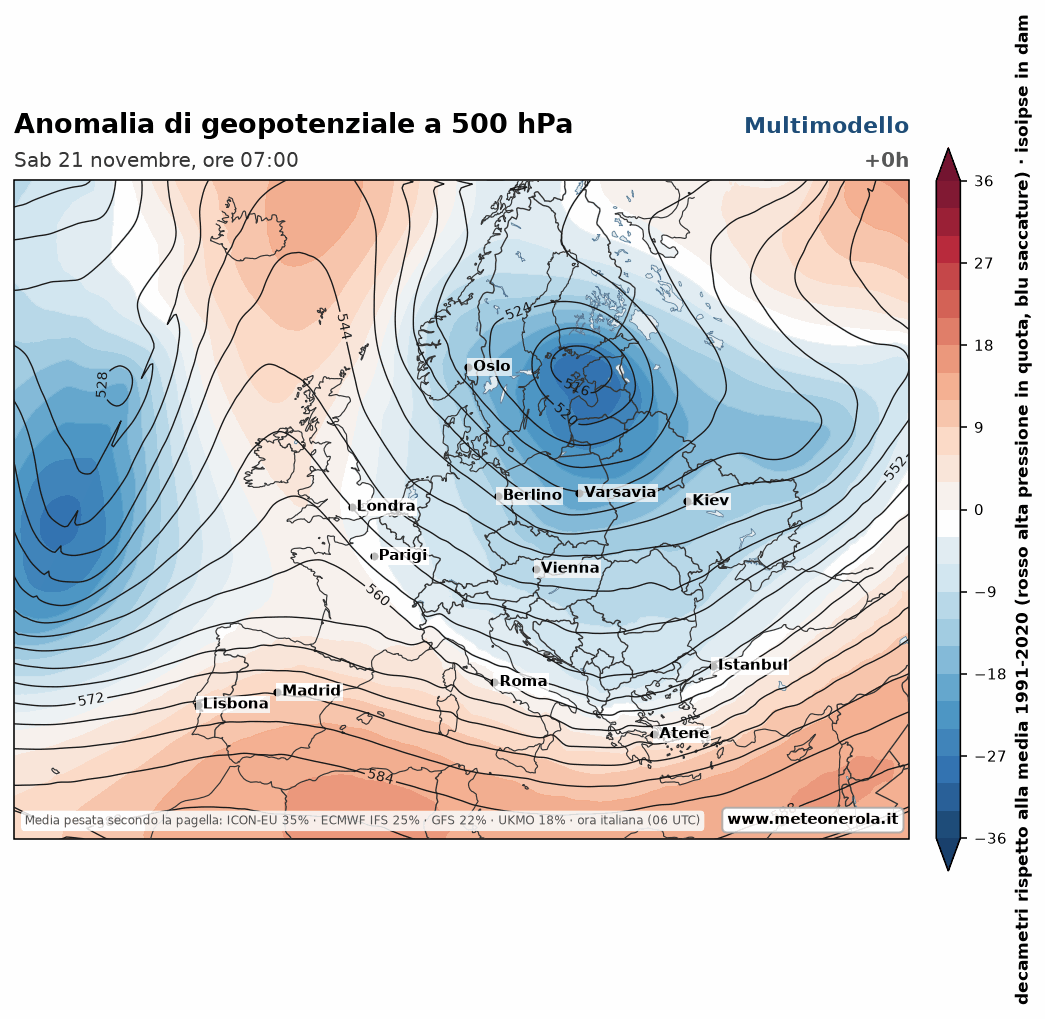 Anomalia di geopotenziale a 500 hPa
Multimodello
Sab 21 novembre, ore 07:00
+0h
544
528
524
516
520
552
560
572
584
Oslo
Londra
Berlino
Varsavia
Kiev
Parigi
Vienna
Istanbul
Roma
Madrid
Lisbona
Atene
Media pesata secondo la pagella: ICON-EU 35% · ECMWF IFS 25% · GFS 22% · UKMO 18% · ora italiana (06 UTC)
www.meteonerola.it
36
27
18
9
0
−9
−18
−27
−36
decametri rispetto alla media 1991-2020 (rosso alta pressione in quota, blu saccature) · isoipse in dam